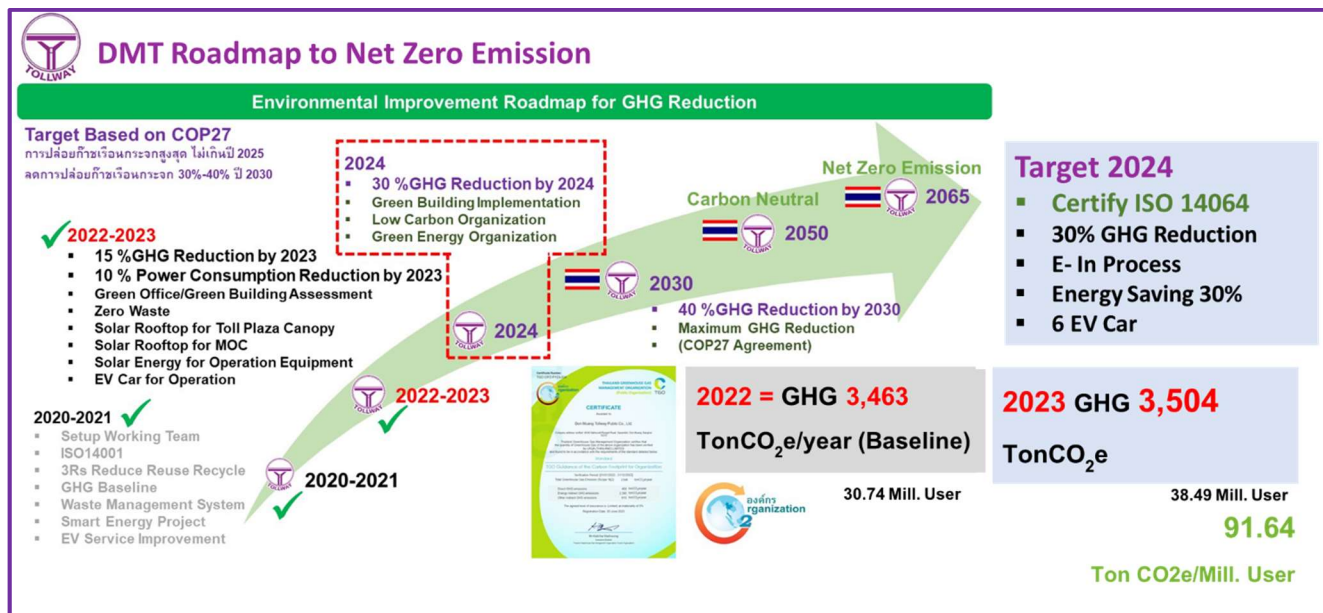 TOLLWAY
DMT Roadmap to Net Zero Emission
Environmental Improvement Roadmap for GHG Reduction
Target Based on COP27
การปล่อยก๊าซเรือนกระจกสูงสุด ไม่เกินปี 2025
ลดการปล่อยก๊าซเรือนกระจก 30%-40% ปี 2030
2022-2023
15 %GHG Reduction by 2023
10 % Power Consumption Reduction by 2023
Green Office/Green Building Assessment
Zero Waste
Solar Rooftop for Toll Plaza Canopy
Solar Rooftop for MOC
Solar Energy for Operation Equipment
EV Car for Operation
2020-2021
Setup Working Team
ISO14001
3Rs Reduce Reuse Recycle
GHG Baseline
Waste Management System
Smart Energy Project
EV Service Improvement
2024
30 %GHG Reduction by 2024
Green Building Implementation
Low Carbon Organization
Green Energy Organization
TOLLWAY 2020-2021
TOLLWAY 2022-2023
TOLLWAY 2024
TOLLWAY 2030
40 %GHG Reduction by 2030
Maximum GHG Reduction
(COP27 Agreement)
Carbon Neutral
TOLLWAY 2050
Net Zero Emission
TOLLWAY 2065
Target 2024
Certify ISO 14064
30% GHG Reduction
E- In Process
Energy Saving 30%
6 EV Car
CERTIFICATE
2022 = GHG 3,463
TonCO2e/year (Baseline)
องค์กร
rganization
2
30.74 Mill. User
2023 GHG 3,504
TonCO2e
38.49 Mill. User
91.64
Ton CO2e/Mill. User